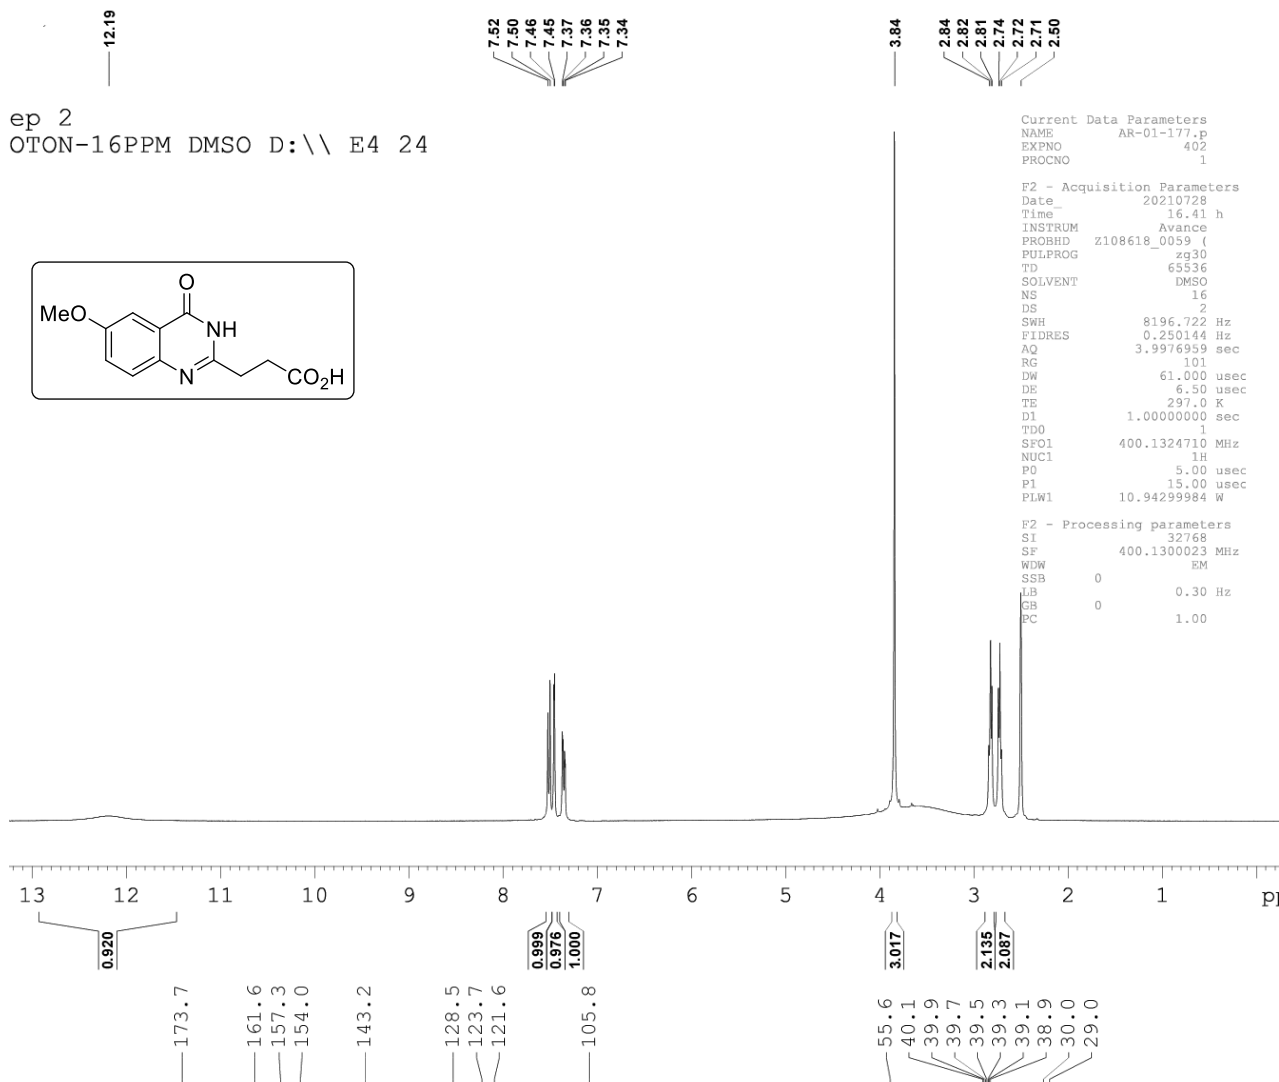 12.19
7.52
7.50
7.46
7.45
7.37
7.36
7.35
7.34
3.84
2.84
2.82
2.81
2.74
2.72
2.71
2.50
ep 2
OTON-16PPM DMSO D:\\ E4 24
Current Data Parameters
NAME AR-01-177.p
EXPNO 402
PROCNO 1
F2 - Acquisition Parameters
Date_ 20210728
Time 16.41 h
INSTRUM Avance
PROBHD Z108618_0059 (
PULPROG zg30
TD 65536
SOLVENT DMSO
NS 16
DS 2
SWH 8196.722 Hz
FIDRES 0.250144 Hz
AQ 3.9976959 sec
RG 101
DW 61.000 usec
DE 6.50 usec
TE 297.0 K
D1 1.00000000 sec
TD0 1
SFO1 400.1324710 MHz
NUC1 1H
P0 5.00 usec
P1 15.00 usec
PLW1 10.94299984 W
F2 - Processing parameters
SI 32768
SF 400.1300023 MHz
WDW EM
SSB 0
LB 0.30 Hz
GB 0
PC 1.00
O
MeO
NH
N
CO2H
13 12 11 10 9 8 7 6 5 4 3 2 1 pp
0.920
0.999
0.976
1.000
3.017
2.135
2.087
173.7
161.6
157.3
154.0
143.2
128.5
123.7
121.6
105.8
55.6
40.1
39.9
39.7
39.5
39.3
39.1
38.9
30.0
29.0